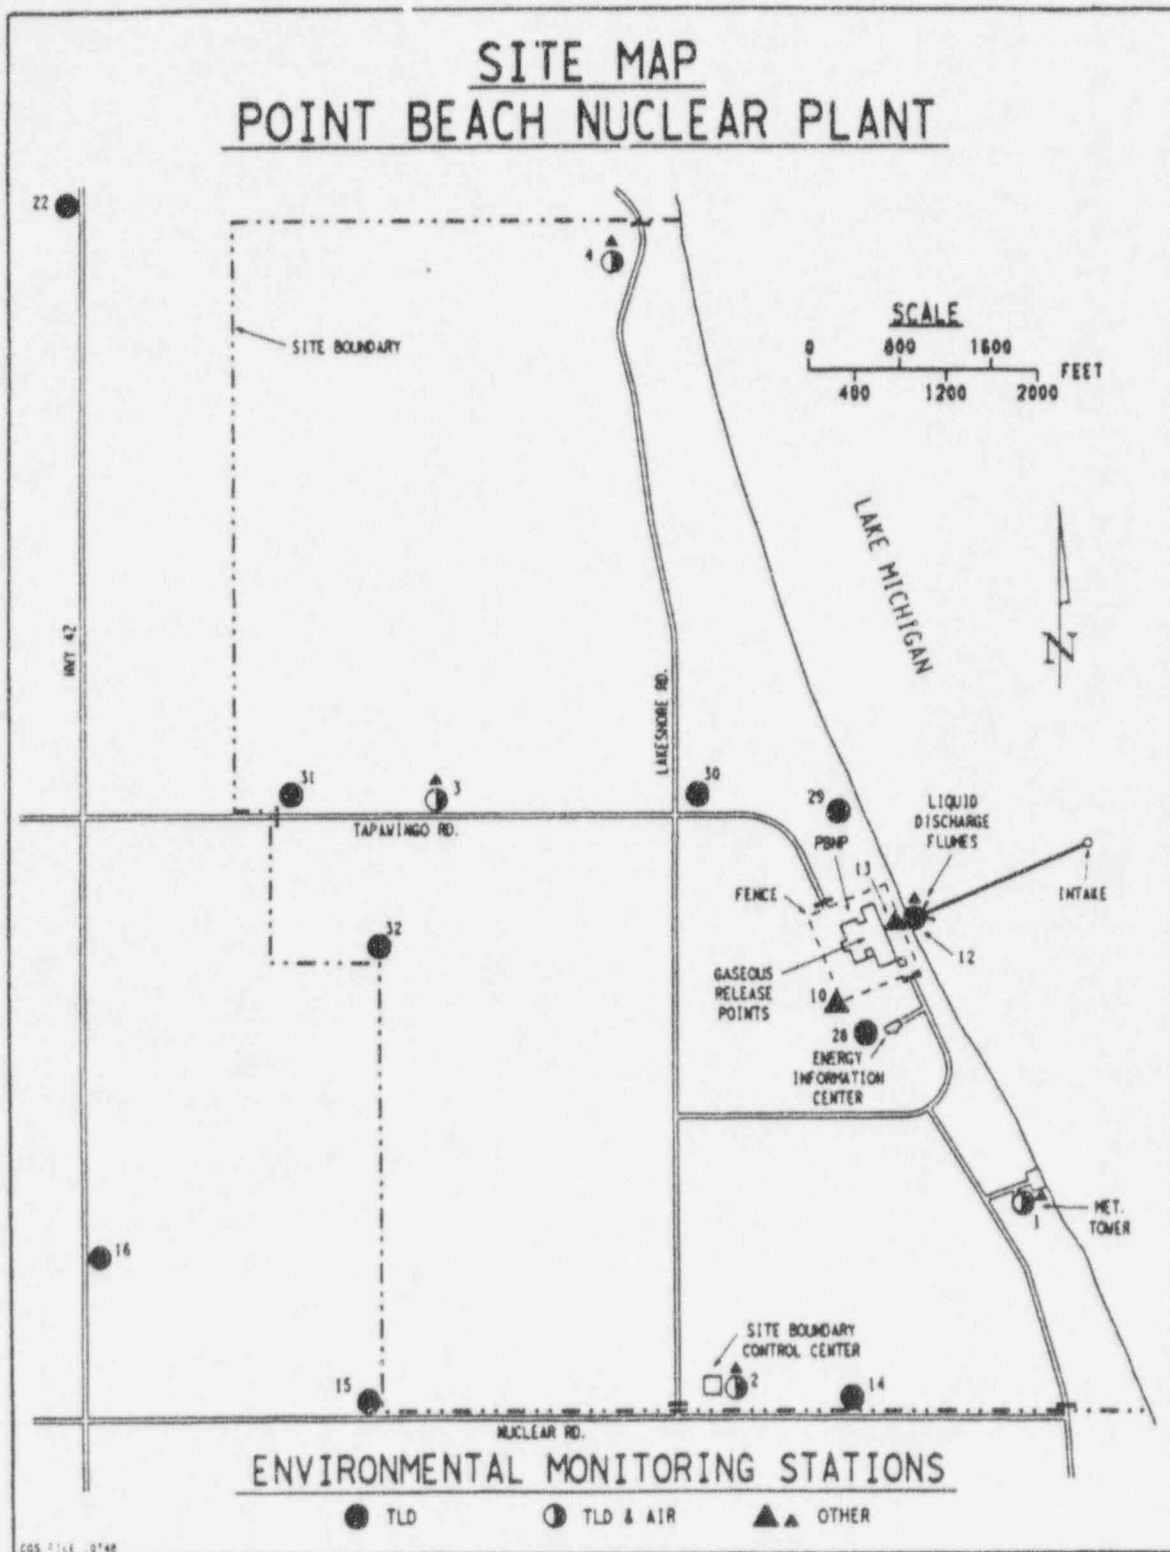 SITE MAP
POINT BEACH NUCLEAR PLANT
22
4
SITE BOUNDARY
SCALE
0 800 1600
FEET
400 1200 2000
LAKE MICHIGAN
N
HWY 42
LAKESHORE RD.
31
3
30
29
TAPAWINGO RD.
LIQUID
DISCHARGE
FLUMES
PBNP
13
FENCE
INTAKE
32
12
GASEOUS
RELEASE
POINTS
10
28
ENERGY
INFORMATION
CENTER
1
MET.
TOWER
16
SITE BOUNDARY
CONTROL CENTER
15
2
14
NUCLEAR RD.
ENVIRONMENTAL MONITORING STATIONS
TLD
TLD & AIR
OTHER